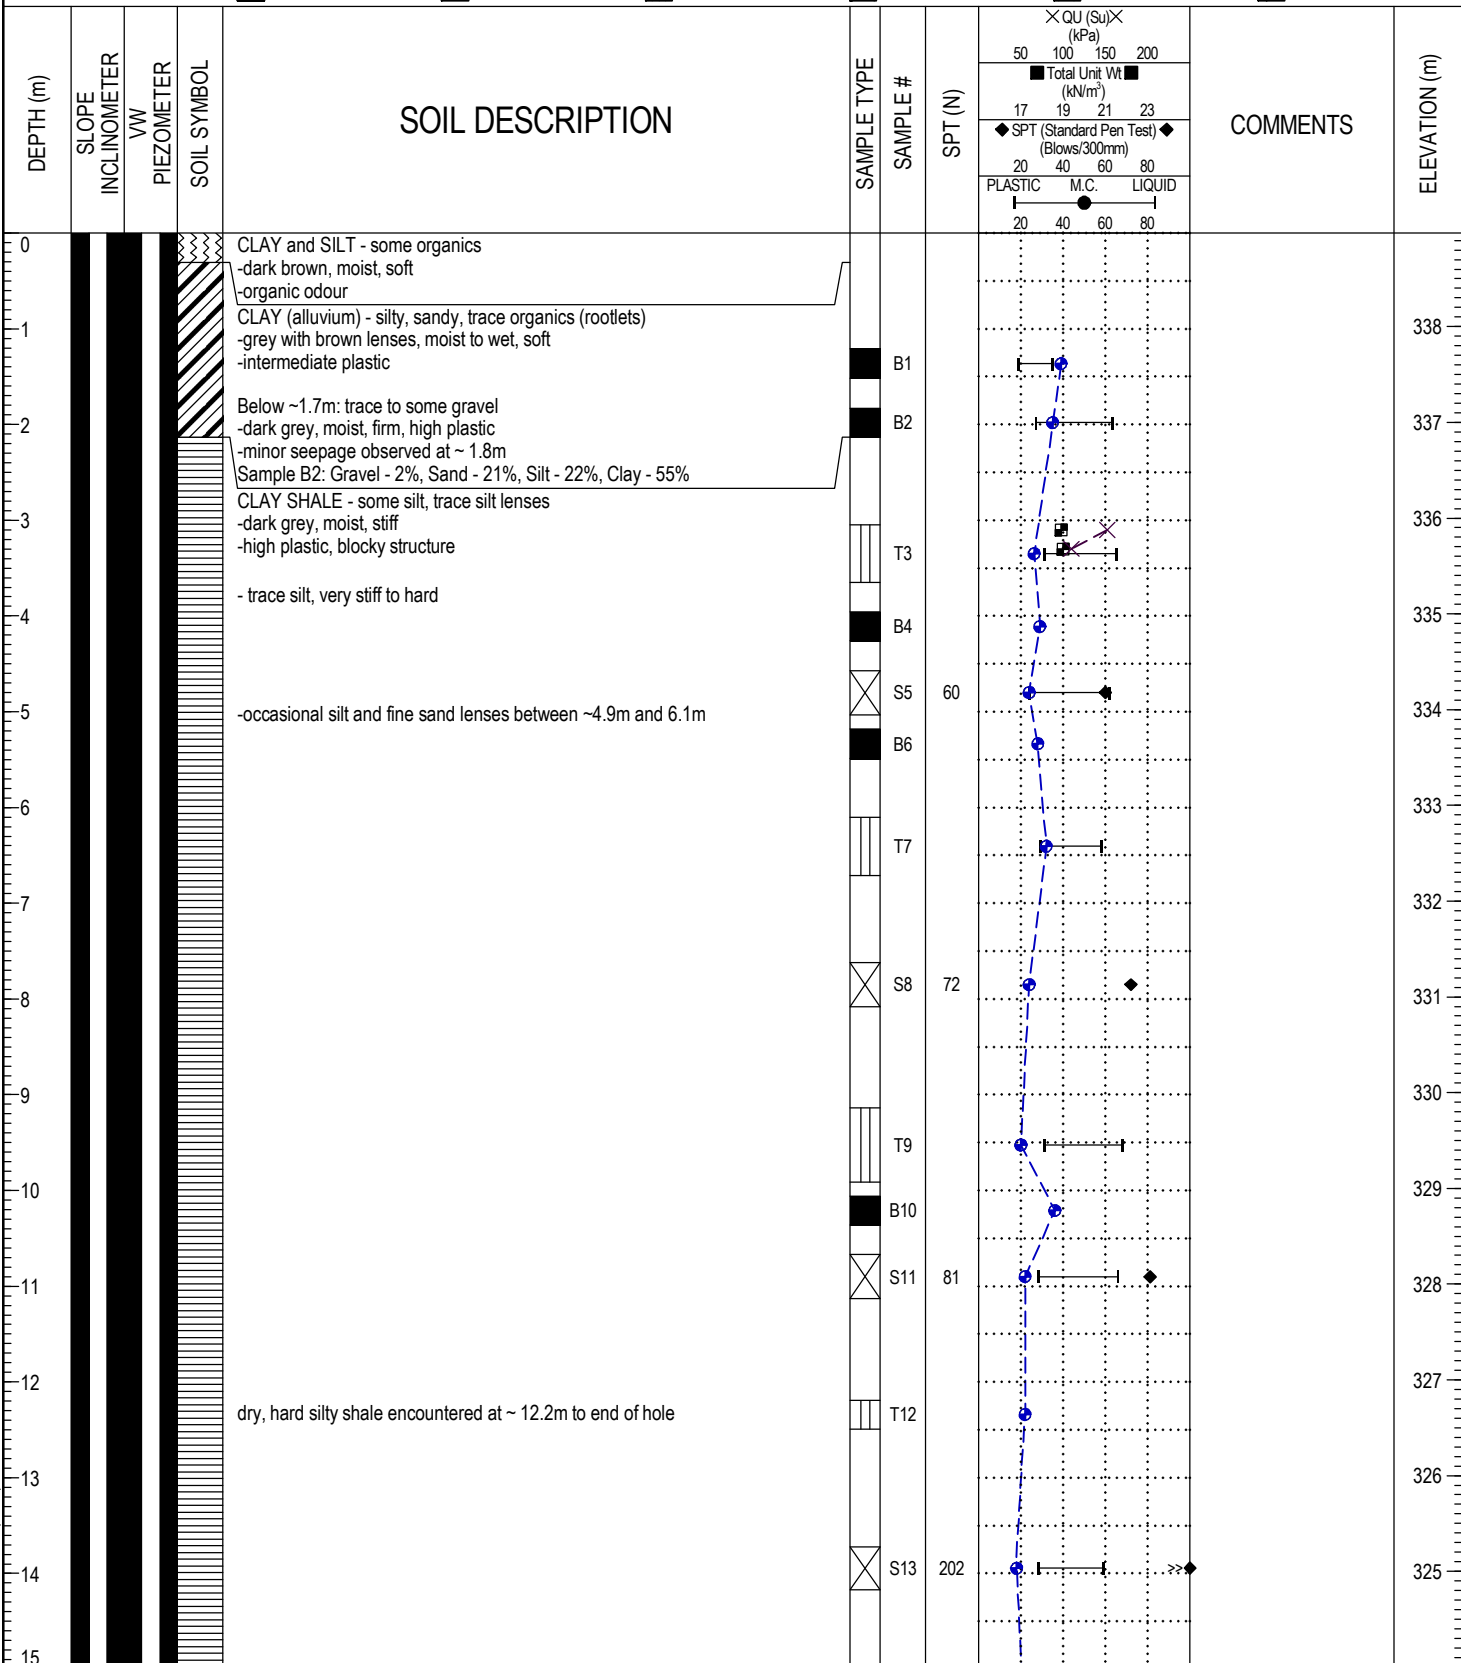 QU (Su)
(kPa)
50 100 150 200
Total Unit Wt
(kN/m³)
17 19 21 23
SPT (Standard Pen Test)
(Blows/300mm)
20 40 60 80
PLASTIC M.C. LIQUID
20 40 60 80
DEPTH (m)
SLOPE
INCLINOMETER
VW
PIEZOMETER
SOIL SYMBOL
SOIL DESCRIPTION
SAMPLE TYPE
SAMPLE #
SPT (N)
COMMENTS
ELEVATION (m)
0
CLAY and SILT - some organics
-dark brown, moist, soft
-organic odour
CLAY (alluvium) - silty, sandy, trace organics (rootlets)
1
338
-grey with brown lenses, moist to wet, soft
-intermediate plastic
B1
Below ~1.7m: trace to some gravel
2
-dark grey, moist, firm, high plastic
B2
337
-minor seepage observed at ~ 1.8m
Sample B2: Gravel - 2%, Sand - 21%, Silt - 22%, Clay - 55%
CLAY SHALE - some silt, trace silt lenses
3
-dark grey, moist, stiff
336
-high plastic, blocky structure
T3
- trace silt, very stiff to hard
4
335
B4
S5 60
5
-occasional silt and fine sand lenses between ~4.9m and 6.1m
334
B6
6
333
T7
7
332
S8 72
8
331
9
330
T9
10
329
B10
S11 81
11
328
12
327
dry, hard silty shale encountered at ~ 12.2m to end of hole
T12
13
326
14
S13 202
>>
325
15